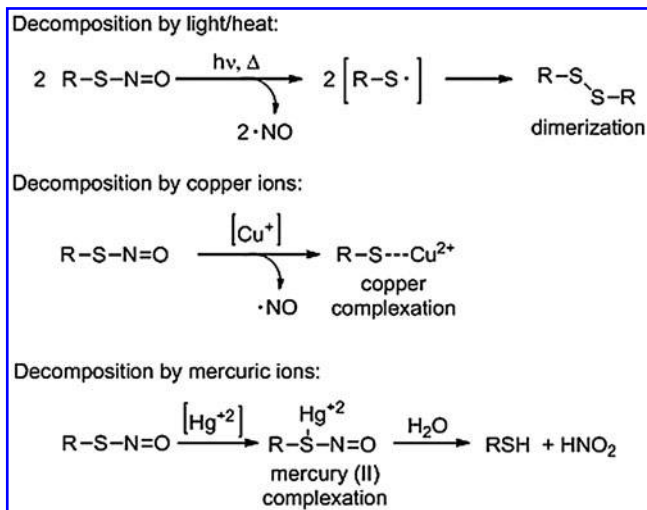 Decomposition by light/heat:
2 R-S-N=O hν, Δ 2 [R-S·] R-S
S-R
2·NO dimerization
Decomposition by copper ions:
R-S-N=O [Cu⁺] R-S---Cu²⁺
·NO copper
complexation
Decomposition by mercuric ions:
R-S-N=O [Hg⁺²] Hg⁺² H₂O RSH + HNO₂
R-S-N=O
mercury (II)
complexation